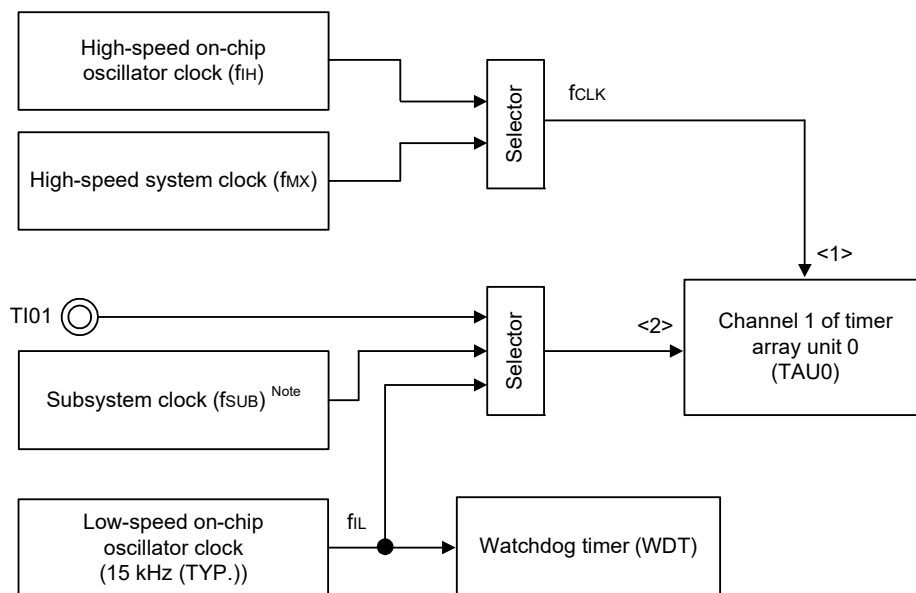 High-speed on-chip
oscillator clock (fIH)
Selector
fCLK
High-speed system clock (fMX)
<1>
TI01
Selector
<2>
Channel 1 of timer
array unit 0
(TAU0)
Subsystem clock (fSUB) Note
Low-speed on-chip
oscillator clock
(15 kHz (TYP.))
fIL
Watchdog timer (WDT)